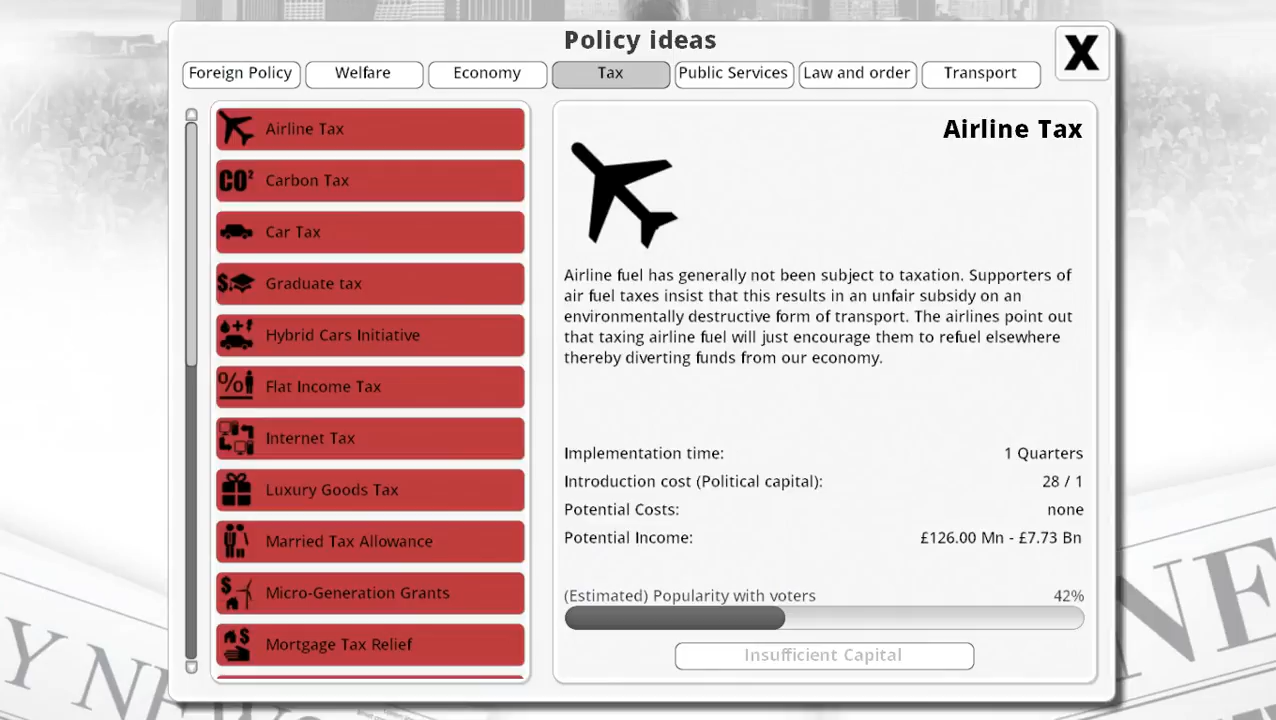 Policy ideas
X
Foreign Policy
Welfare
Economy
Tax
Public Services
Law and order
Transport
Airline Tax
CO² Carbon Tax
Car Tax
$ Graduate tax
Hybrid Cars Initiative
% Flat Income Tax
Internet Tax
Luxury Goods Tax
Married Tax Allowance
$ Micro-Generation Grants
$ Mortgage Tax Relief
Airline Tax
Airline fuel has generally not been subject to taxation. Supporters of
air fuel taxes insist that this results in an unfair subsidy on an
environmentally destructive form of transport. The airlines point out
that taxing airline fuel will just encourage them to refuel elsewhere
thereby diverting funds from our economy.
Implementation time: 1 Quarters
Introduction cost (Political capital): 28 / 1
Potential Costs: none
Potential Income: £126.00 Mn - £7.73 Bn
(Estimated) Popularity with voters 42%
Insufficient Capital